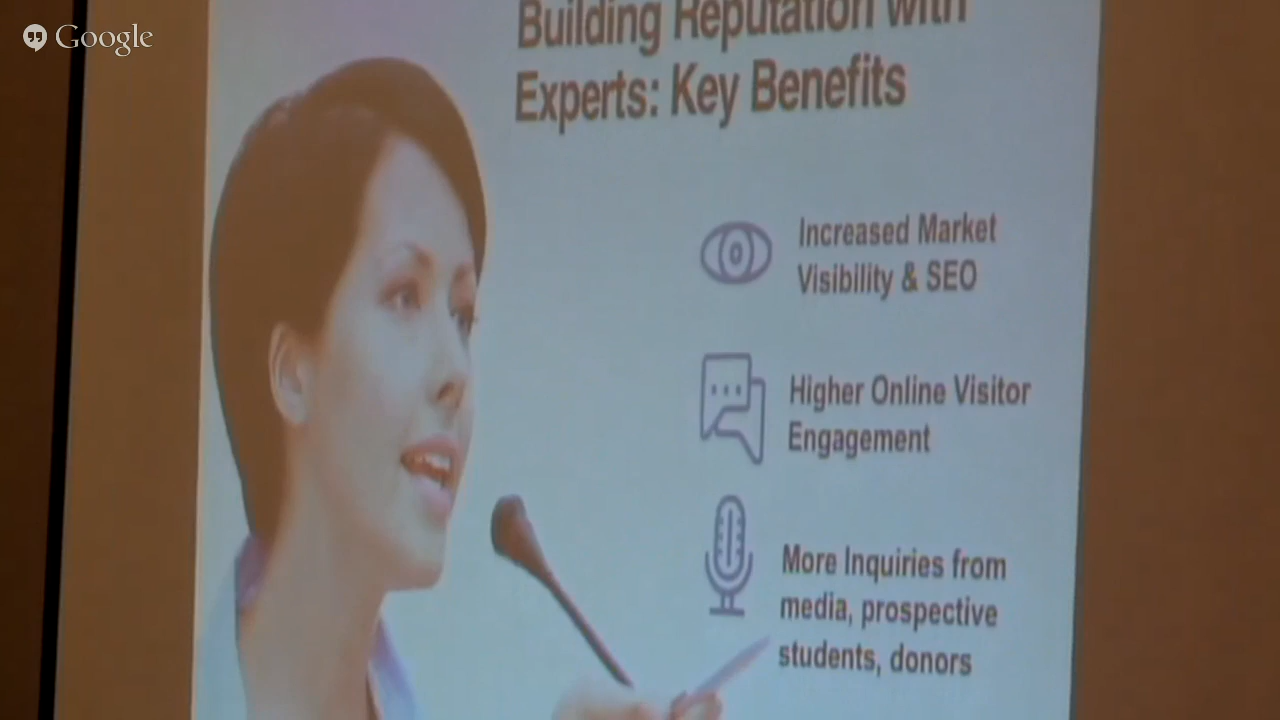 Google
Building Reputation with
Experts: Key Benefits
Increased Market
Visibility & SEO
Higher Online Visitor
Engagement
More Inquiries from
media, prospective
students, donors